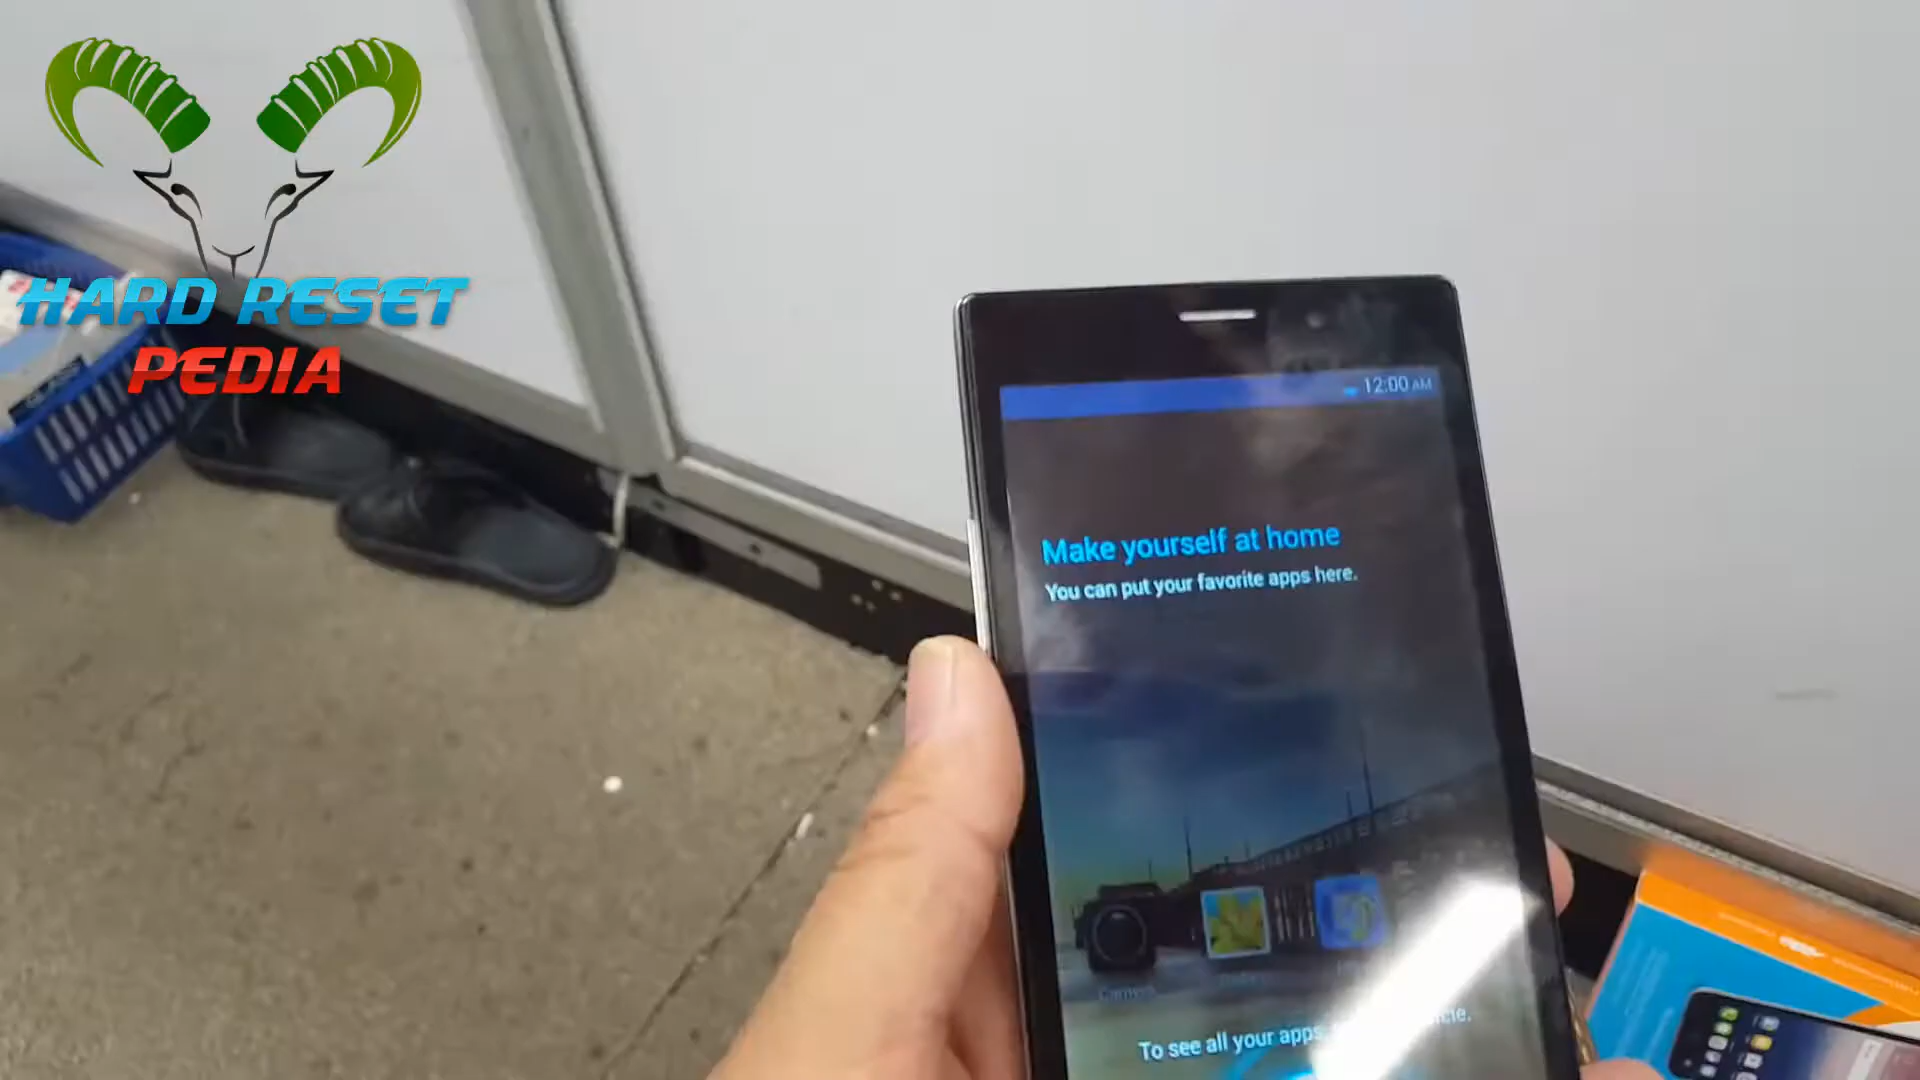 HARD RESET
PEDIA
12:00 AM
Make yourself at home
You can put your favorite apps here.
To see all your apps,